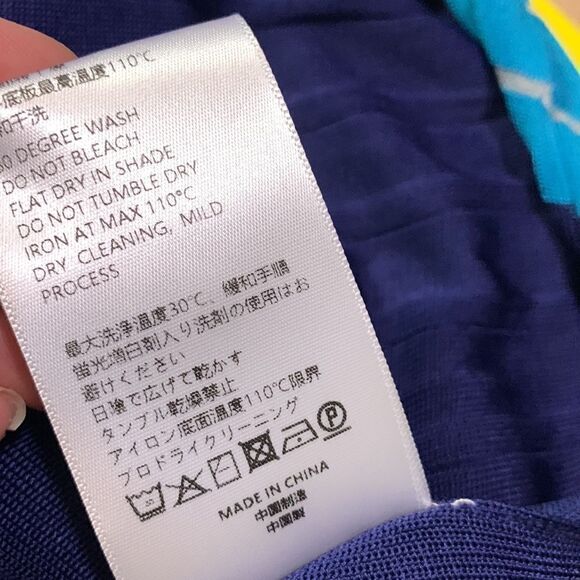 底板最高温度110℃
和干洗
0 DEGREE WASH
DO NOT BLEACH
FLAT DRY IN SHADE
DO NOT TUMBLE DRY
IRON AT MAX 110°C
DRY CLEANING, MILD
PROCESS
最大洗浄温度30℃、緩和手順
蛍光増白剤入り洗剤の使用はお
避けください
日陰で広げて乾かす
タンブル乾燥禁止
アイロン底面温度110℃限界
プロドライクリーニング
MADE IN CHINA
中国制造
中國製